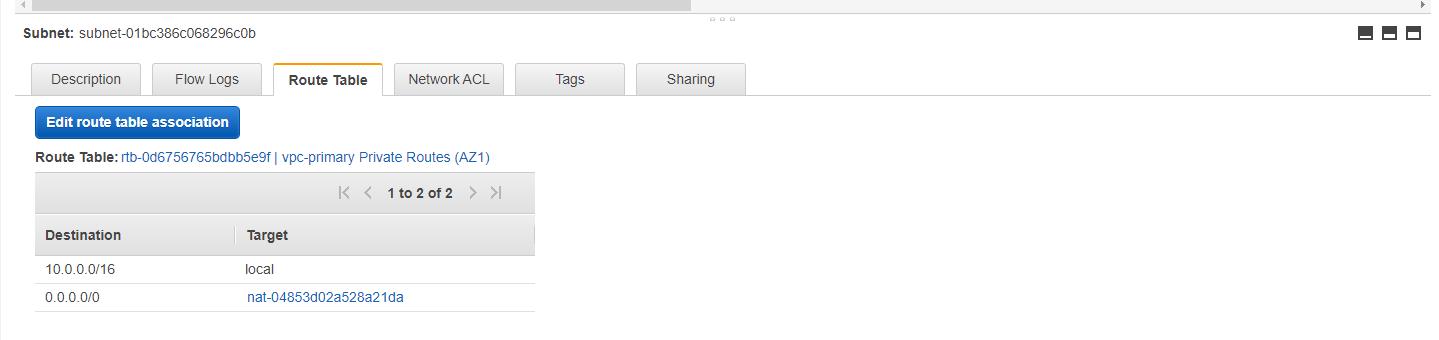 Subnet: subnet-01bc386c068296c0b
Description Flow Logs Route Table Network ACL Tags Sharing
Edit route table association
Route Table: rtb-0d6756765bdbb5e9f | vpc-primary Private Routes (AZ1)
1 to 2 of 2
Destination Target
10.0.0.0/16 local
0.0.0.0/0 nat-04853d02a528a21da